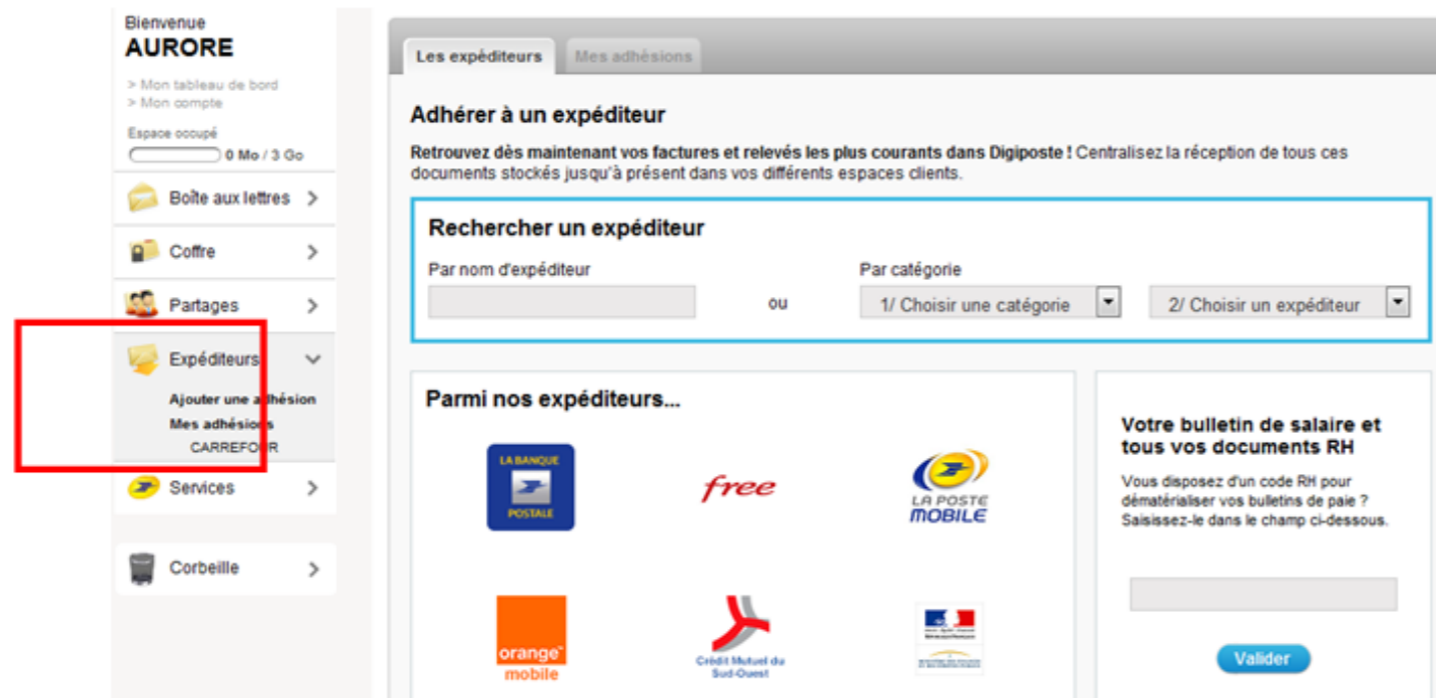 Bienvenue
AURORE
> Mon tableau de bord
> Mon compte
Espace occupé
0 Mo / 3 Go
Boîte aux lettres
Coffre
Partages
Expéditeurs
Ajouter une adhésion
Mes adhésions
CARREFOUR
Services
Corbeille
Les expéditeurs
Mes adhésions
Adhérer à un expéditeur
Retrouvez dès maintenant vos factures et relevés les plus courants dans Digiposte ! Centralisez la réception de tous ces
documents stockés jusqu'à présent dans vos différents espaces clients.
Rechercher un expéditeur
Par nom d'expéditeur
ou
Par catégorie
1/ Choisir une catégorie
2/ Choisir un expéditeur
Parmi nos expéditeurs...
LA BANQUE
POSTALE
free
LA POSTE
MOBILE
orange
mobile
Crédit Mutuel du
Sud-Ouest
Votre bulletin de salaire et
tous vos documents RH
Vous disposez d'un code RH pour
dématérialiser vos bulletins de paie ?
Saisissez-le dans le champ ci-dessous.
Valider